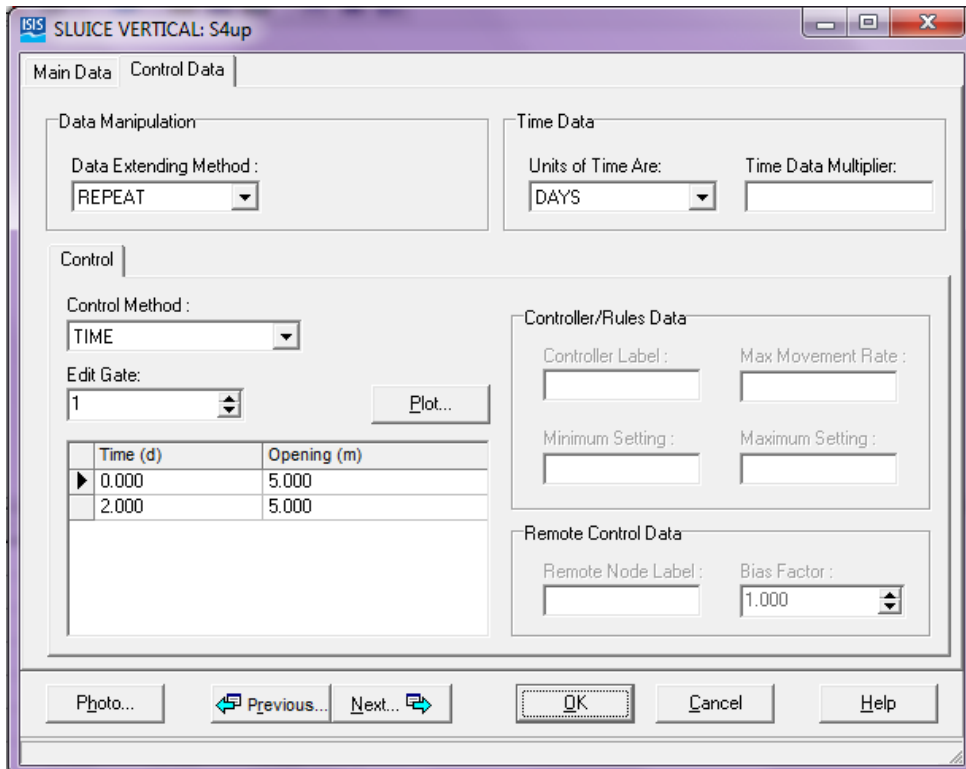 ISIS SLUICE VERTICAL: S4up
Main Data Control Data
Data Manipulation
Data Extending Method :
REPEAT
Time Data
Units of Time Are:
DAYS
Time Data Multiplier:
Control
Control Method :
TIME
Edit Gate:
1
Plot...
Time (d) Opening (m)
0.000 5.000
2.000 5.000
Controller/Rules Data
Controller Label :
Max Movement Rate :
Minimum Setting :
Maximum Setting :
Remote Control Data
Remote Node Label :
Bias Factor :
1.000
Photo... Previous... Next... OK Cancel Help